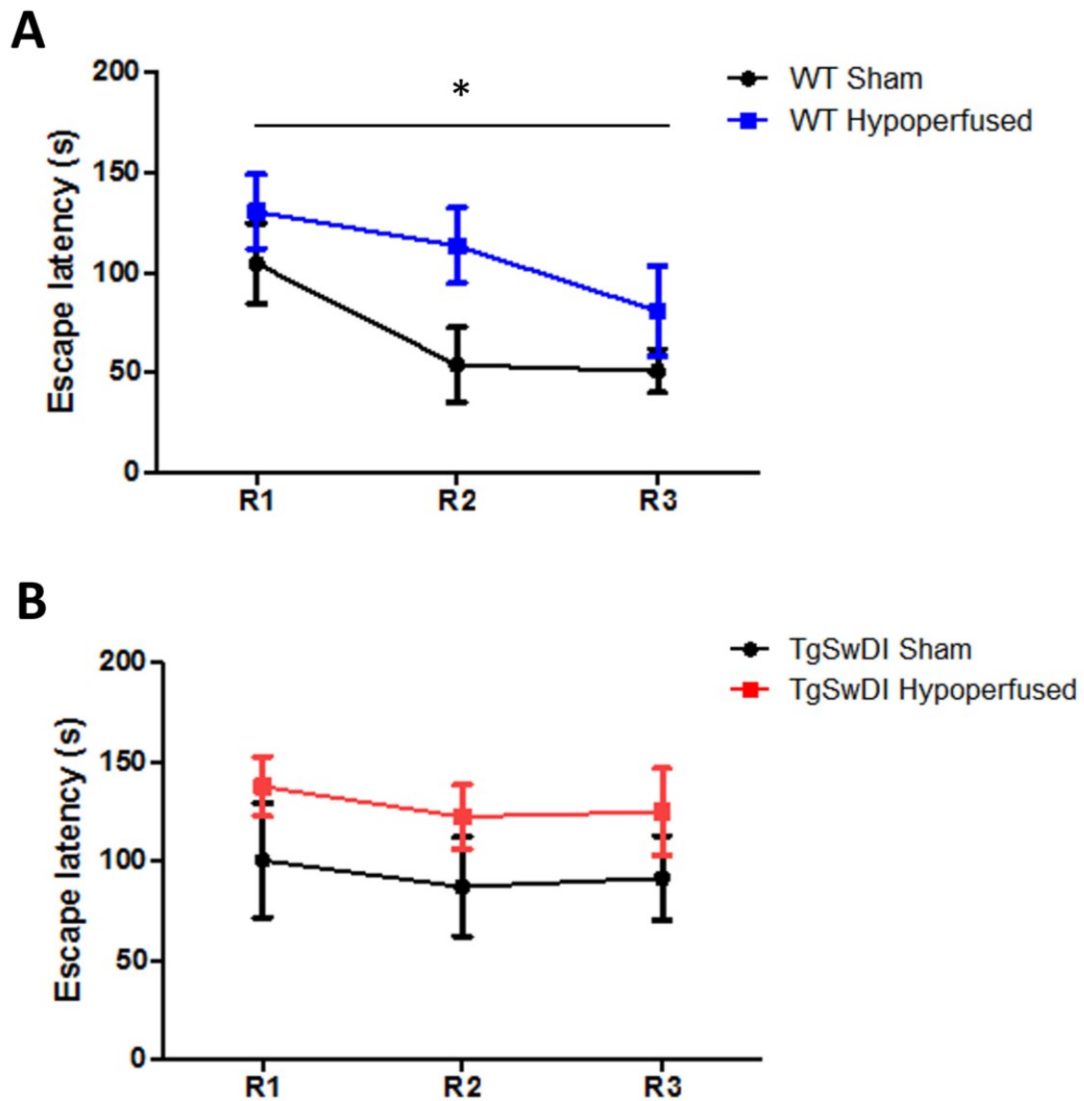 A
200
150
100
50
0
Escape latency (s)
*
WT Sham
WT Hypoperfused
R1 R2 R3
B
200
150
100
50
0
Escape latency (s)
TgSwDI Sham
TgSwDI Hypoperfused
R1 R2 R3